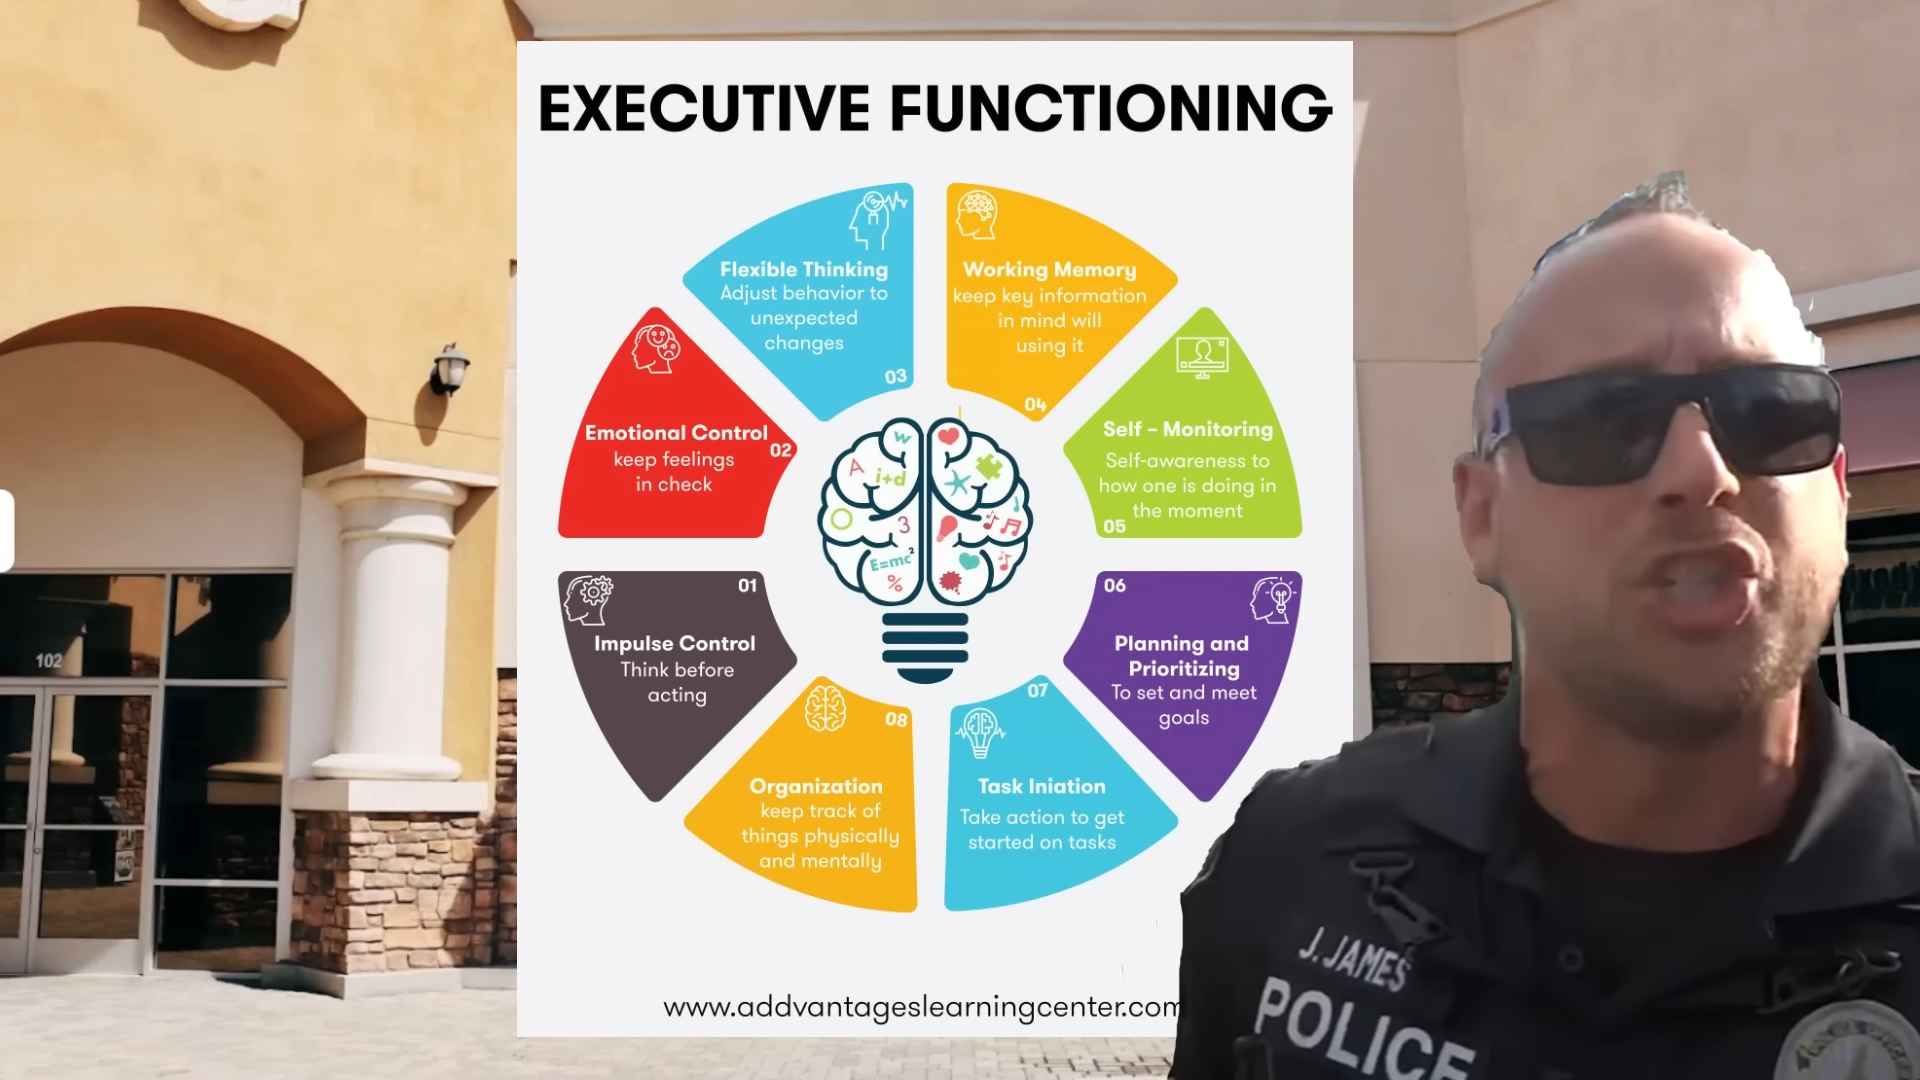 EXECUTIVE FUNCTIONING
Flexible Thinking
Adjust behavior to
unexpected
changes
03
Working Memory
keep key information
in mind will
using it
04
Emotional Control
keep feelings
in check
02
Self – Monitoring
Self-awareness to
how one is doing in
the moment
05
w
A
i+d
3
E=mc²
%
01
Impulse Control
Think before
acting
06
Planning and
Prioritizing
To set and meet
goals
08
Organization
keep track of
things physically
and mentally
07
Task Iniation
Take action to get
started on tasks
www.addvantageslearningcenter.com
102
J. JAMES
POLICE